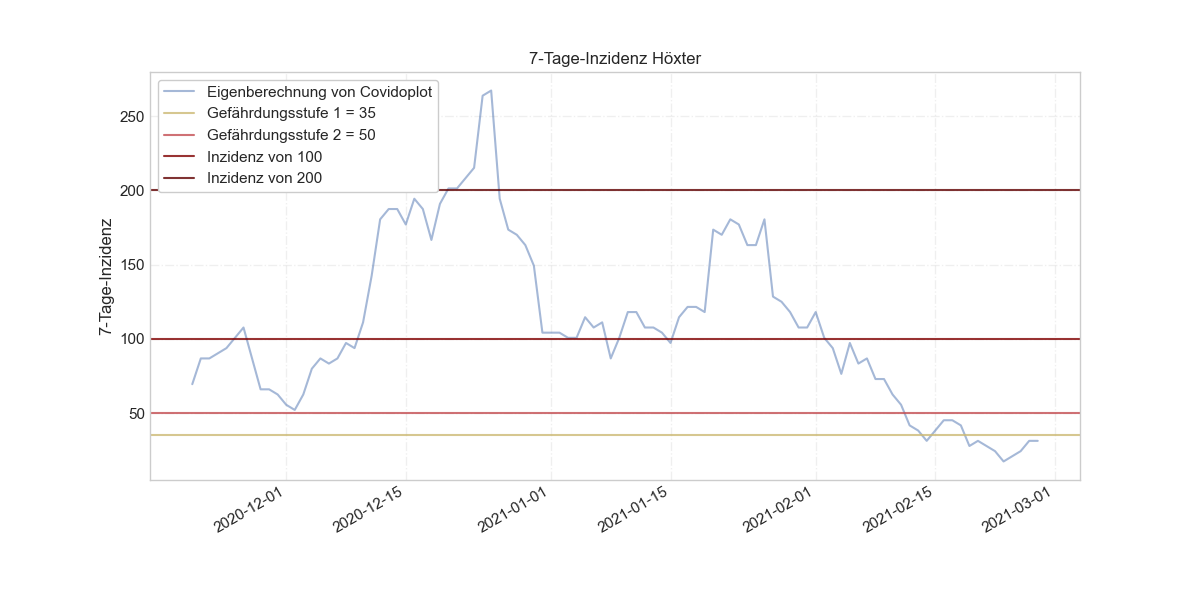 7-Tage-Inzidenz Höxter
Eigenberechnung von Covidoplot
Gefährdungsstufe 1 = 35
Gefährdungsstufe 2 = 50
Inzidenz von 100
Inzidenz von 200
7-Tage-Inzidenz
250
200
150
100
50
2020-12-01
2020-12-15
2021-01-01
2021-01-15
2021-02-01
2021-02-15
2021-03-01